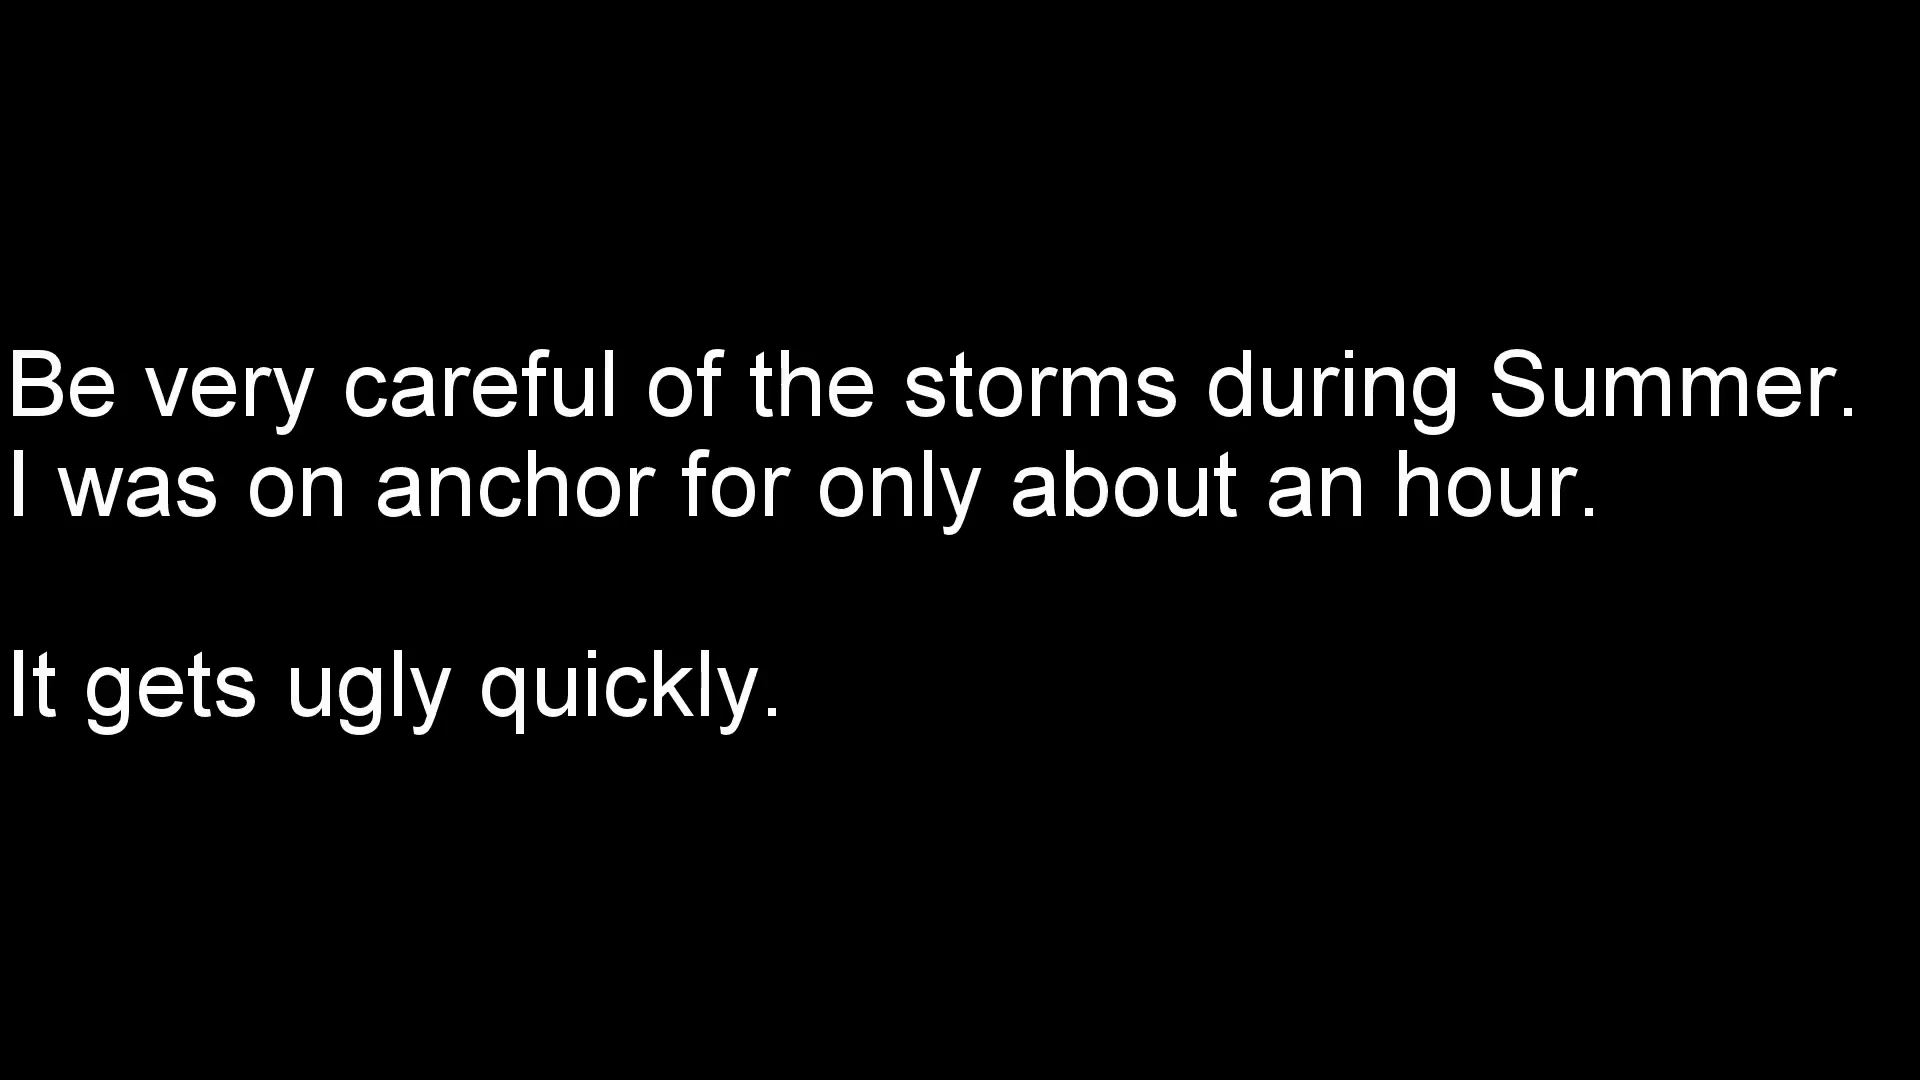 Be very careful of the storms during Summer.
I was on anchor for only about an hour.
It gets ugly quickly.